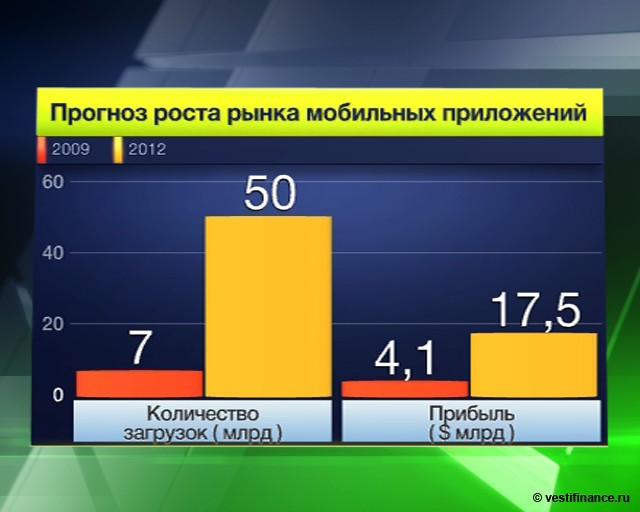 Прогноз роста рынка мобильных приложений
2009 2012
60
40
20
0
7
50
4,1
17,5
Количество
загрузок ( млрд )
Прибыль
( $ млрд )
© vestifinance.ru